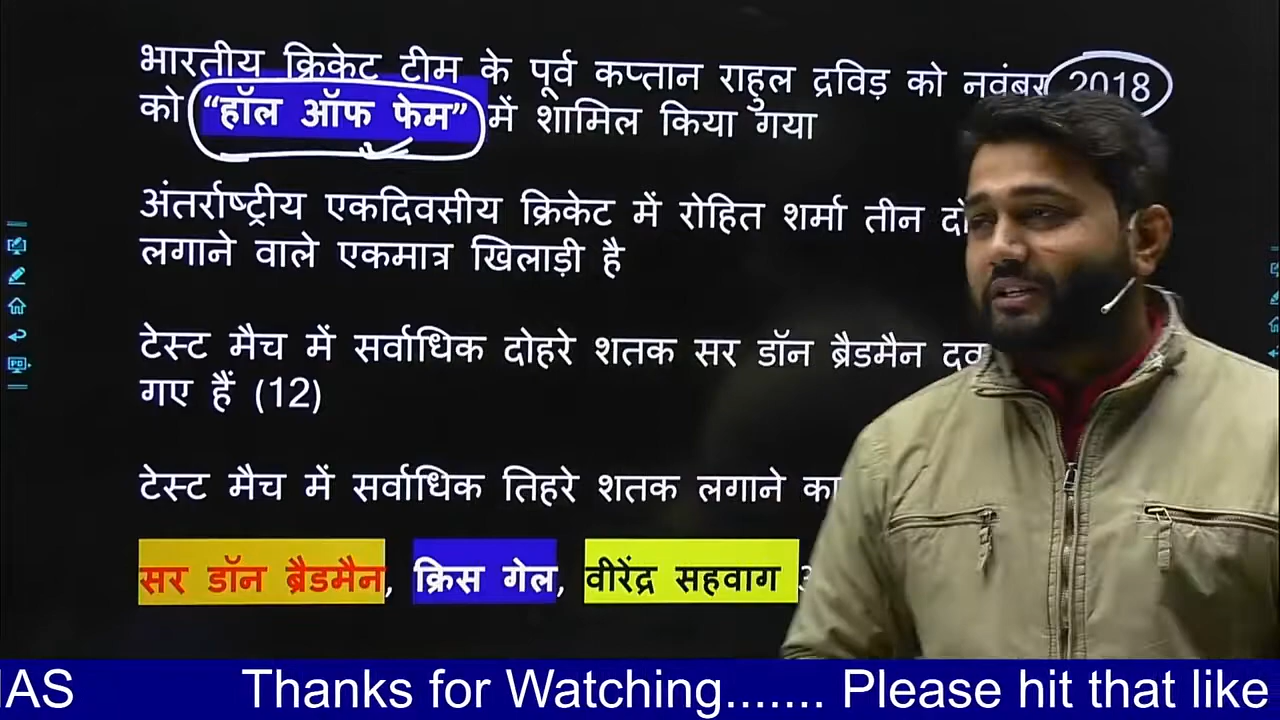 भारतीय क्रिकेट टीम के पूर्व कप्तान राहुल द्रविड़ को नवंबर 2018
को “हॉल ऑफ फेम” में शामिल किया गया
अंतर्राष्ट्रीय एकदिवसीय क्रिकेट में रोहित शर्मा तीन
लगाने वाले एकमात्र खिलाड़ी है
टेस्ट मैच में सर्वाधिक दोहरे शतक सर डॉन ब्रैडमैन
गए हैं (12)
टेस्ट मैच में सर्वाधिक तिहरे शतक लगाने का
सर डॉन ब्रैडमैन, क्रिस गेल, वीरेंद्र सहवाग
IAS Thanks for Watching....... Please hit that like